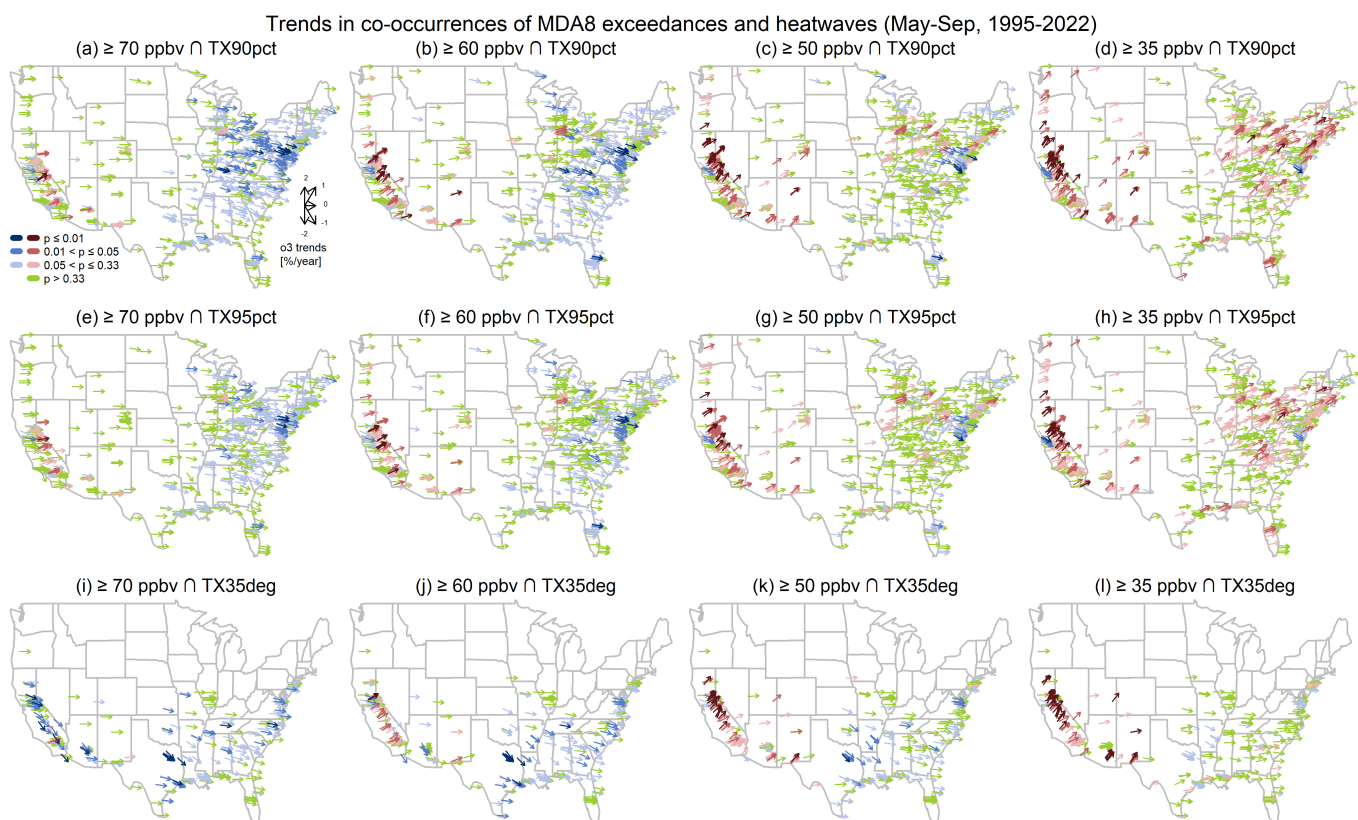 Trends in co-occurrences of MDA8 exceedances and heatwaves (May-Sep, 1995-2022)
(a) ≥ 70 ppbv ∩ TX90pct
(b) ≥ 60 ppbv ∩ TX90pct
(c) ≥ 50 ppbv ∩ TX90pct
(d) ≥ 35 ppbv ∩ TX90pct
2
1
0
-1
-2
o3 trends
[%/year]
p ≤ 0.01
0.01 < p ≤ 0.05
0.05 < p ≤ 0.33
p > 0.33
(e) ≥ 70 ppbv ∩ TX95pct
(f) ≥ 60 ppbv ∩ TX95pct
(g) ≥ 50 ppbv ∩ TX95pct
(h) ≥ 35 ppbv ∩ TX95pct
(i) ≥ 70 ppbv ∩ TX35deg
(j) ≥ 60 ppbv ∩ TX35deg
(k) ≥ 50 ppbv ∩ TX35deg
(l) ≥ 35 ppbv ∩ TX35deg